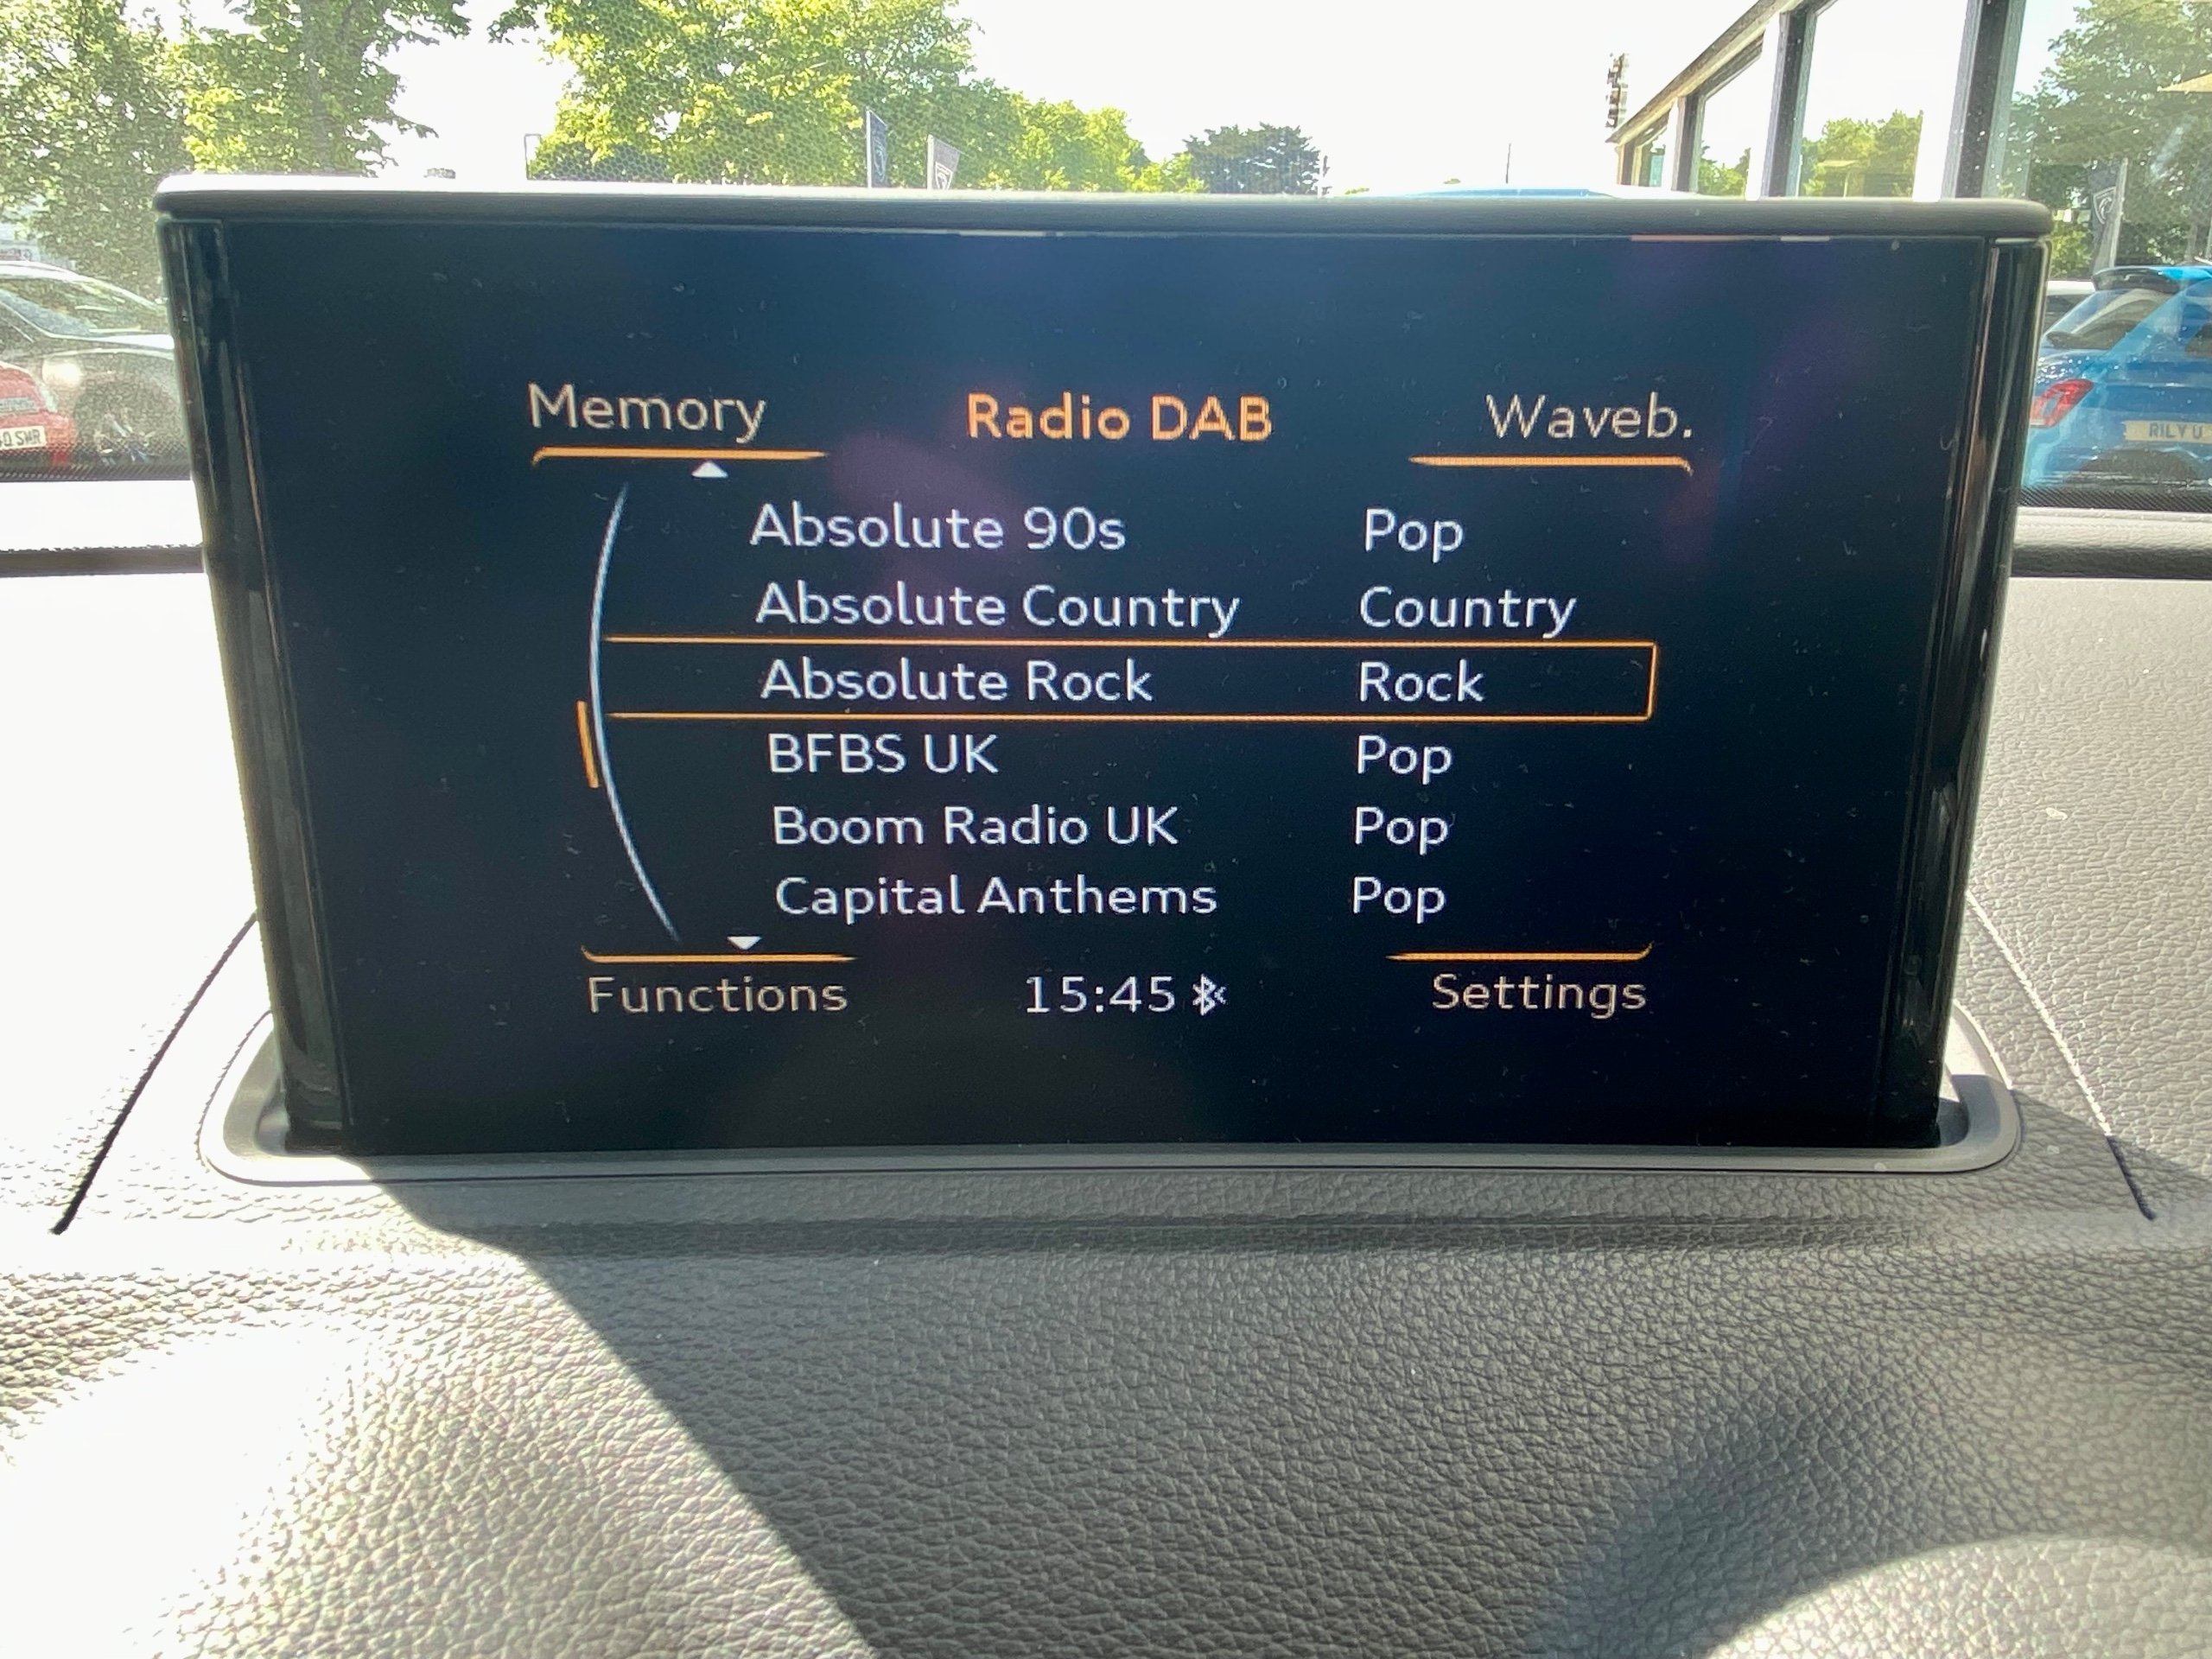 Memory Radio DAB Waveb.
Absolute 90s Pop
Absolute Country Country
Absolute Rock Rock
BFBS UK Pop
Boom Radio UK Pop
Capital Anthems Pop
Functions 15:45 Settings
RILY U